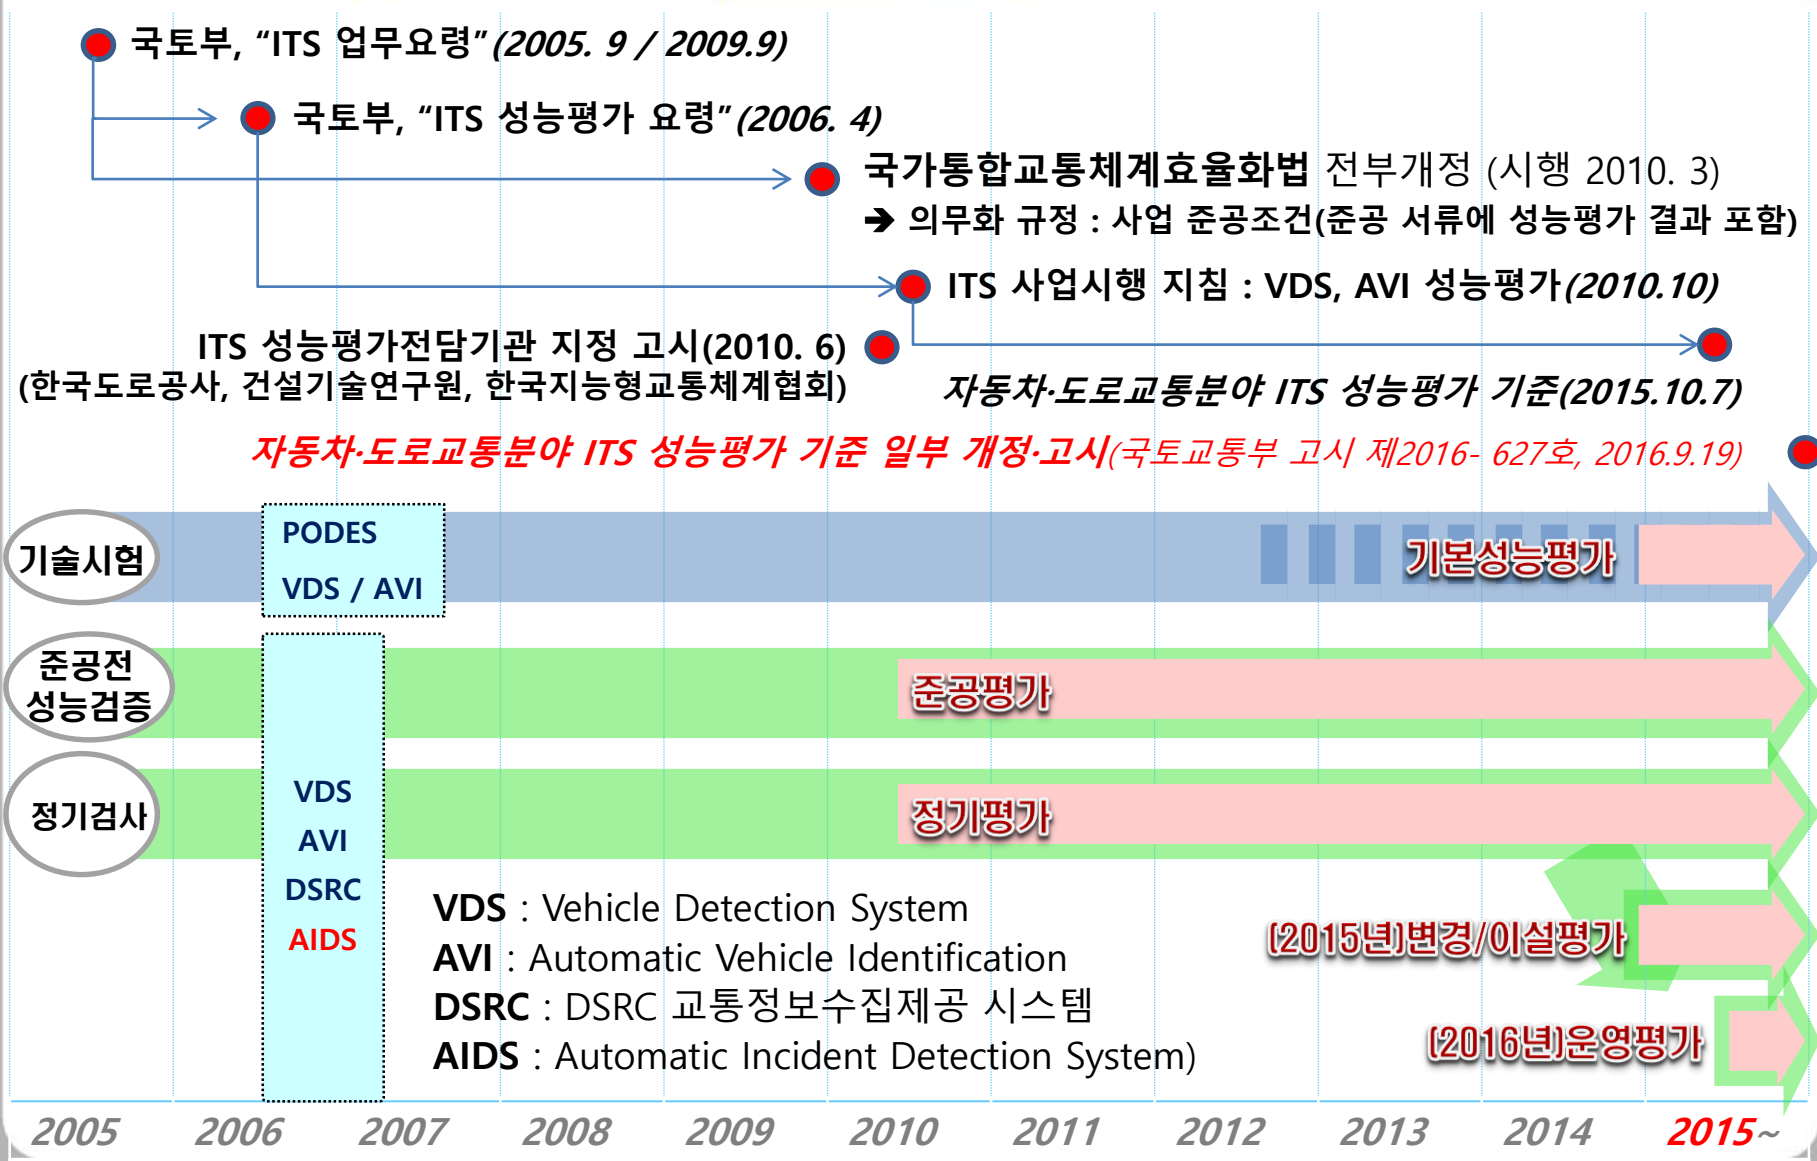 국토부, “ITS 업무요령”(2005. 9 / 2009.9)
국토부, “ITS 성능평가 요령”(2006. 4)
국가통합교통체계효율화법 전부개정 (시행 2010. 3)
➔ 의무화 규정 : 사업 준공조건(준공 서류에 성능평가 결과 포함)
ITS 사업시행 지침 : VDS, AVI 성능평가(2010.10)
ITS 성능평가전담기관 지정 고시(2010. 6)
(한국도로공사, 건설기술연구원, 한국지능형교통체계협회)
자동차·도로교통분야 ITS 성능평가 기준(2015.10.7)
자동차·도로교통분야 ITS 성능평가 기준 일부 개정·고시(국토교통부 고시 제2016- 627호, 2016.9.19)
기술시험
PODES
VDS / AVI
기본성능평가
준공전
성능검증
준공평가
정기검사
정기평가
VDS
AVI
DSRC
AIDS
VDS : Vehicle Detection System
AVI : Automatic Vehicle Identification
DSRC : DSRC 교통정보수집제공 시스템
AIDS : Automatic Incident Detection System)
(2015년)변경/이설평가
(2016년)운영평가
2005 2006 2007 2008 2009 2010 2011 2012 2013 2014 2015~